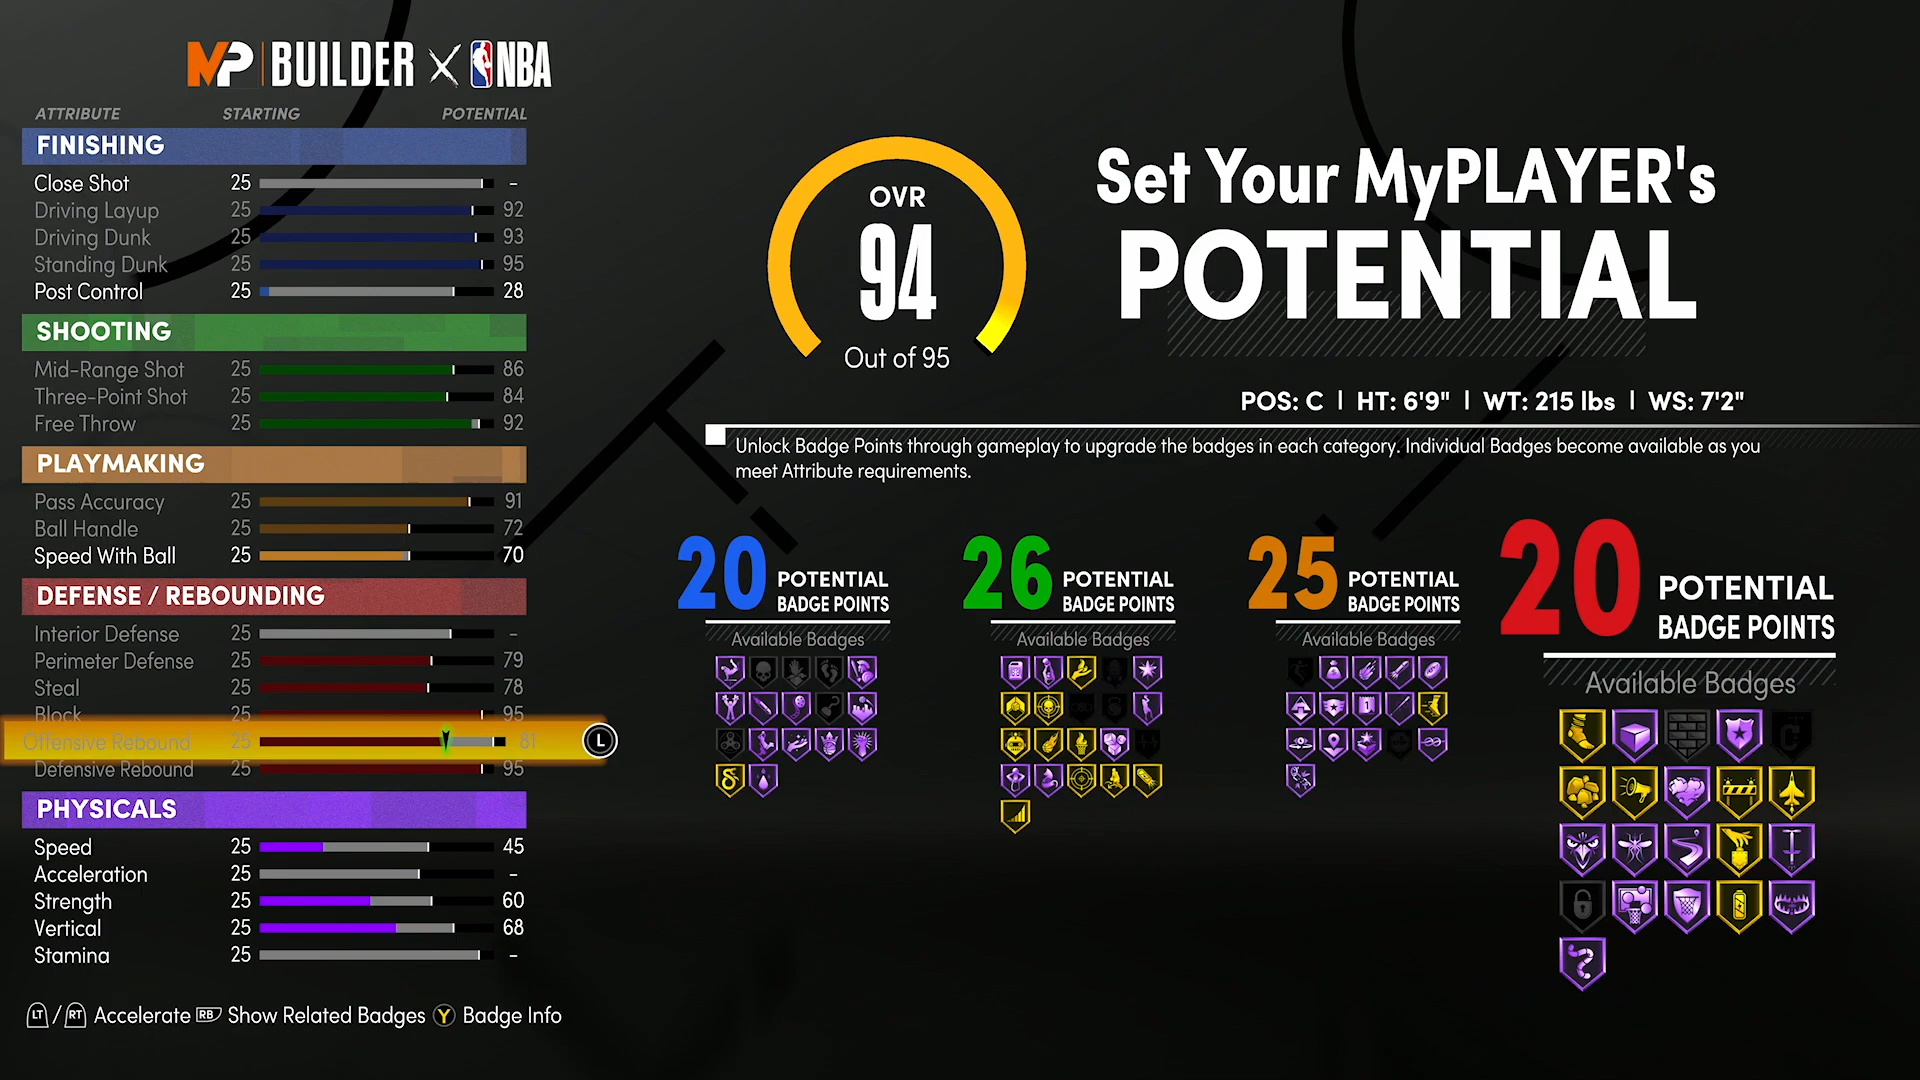 MP BUILDER X NBA
ATTRIBUTE STARTING POTENTIAL
FINISHING
Close Shot 25 -
Driving Layup 25 92
Driving Dunk 25 93
Standing Dunk 25 95
Post Control 25 28
SHOOTING
Mid-Range Shot 25 86
Three-Point Shot 25 84
Free Throw 25 92
PLAYMAKING
Pass Accuracy 25 91
Ball Handle 25 72
Speed With Ball 25 70
DEFENSE / REBOUNDING
Interior Defense 25 -
Perimeter Defense 25 79
Steal 25 78
Block 25 95
Offensive Rebound 25 81 L
Defensive Rebound 25 95
PHYSICALS
Speed 25 45
Acceleration 25 -
Strength 25 60
Vertical 25 68
Stamina 25 -
LT / RT Accelerate RB Show Related Badges Y Badge Info
OVR
94
Out of 95
Set Your MyPLAYER's
POTENTIAL
POS: C | HT: 6'9" | WT: 215 lbs | WS: 7'2"
Unlock Badge Points through gameplay to upgrade the badges in each category. Individual Badges become available as you
meet Attribute requirements.
20 POTENTIAL BADGE POINTS
Available Badges
26 POTENTIAL BADGE POINTS
Available Badges
25 POTENTIAL BADGE POINTS
Available Badges
20 POTENTIAL BADGE POINTS
Available Badges